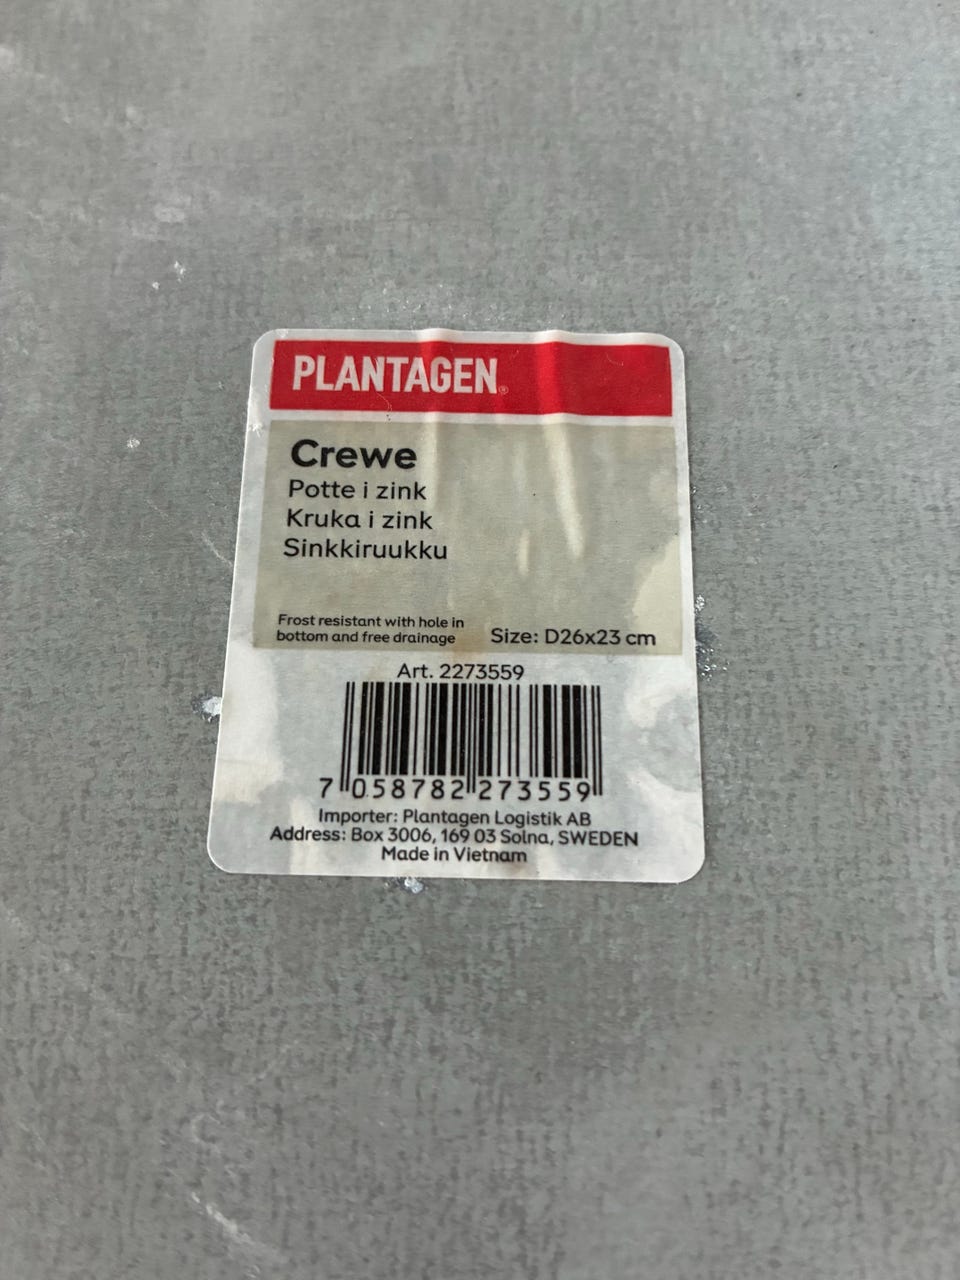 PLANTAGEN®
Crewe
Potte i zink
Kruka i zink
Sinkkiruukku
Frost resistant with hole in
bottom and free drainage
Size: D26x23 cm
Art. 2273559
7 058782 273559
Importer: Plantagen Logistik AB
Address: Box 3006, 169 03 Solna, SWEDEN
Made in Vietnam